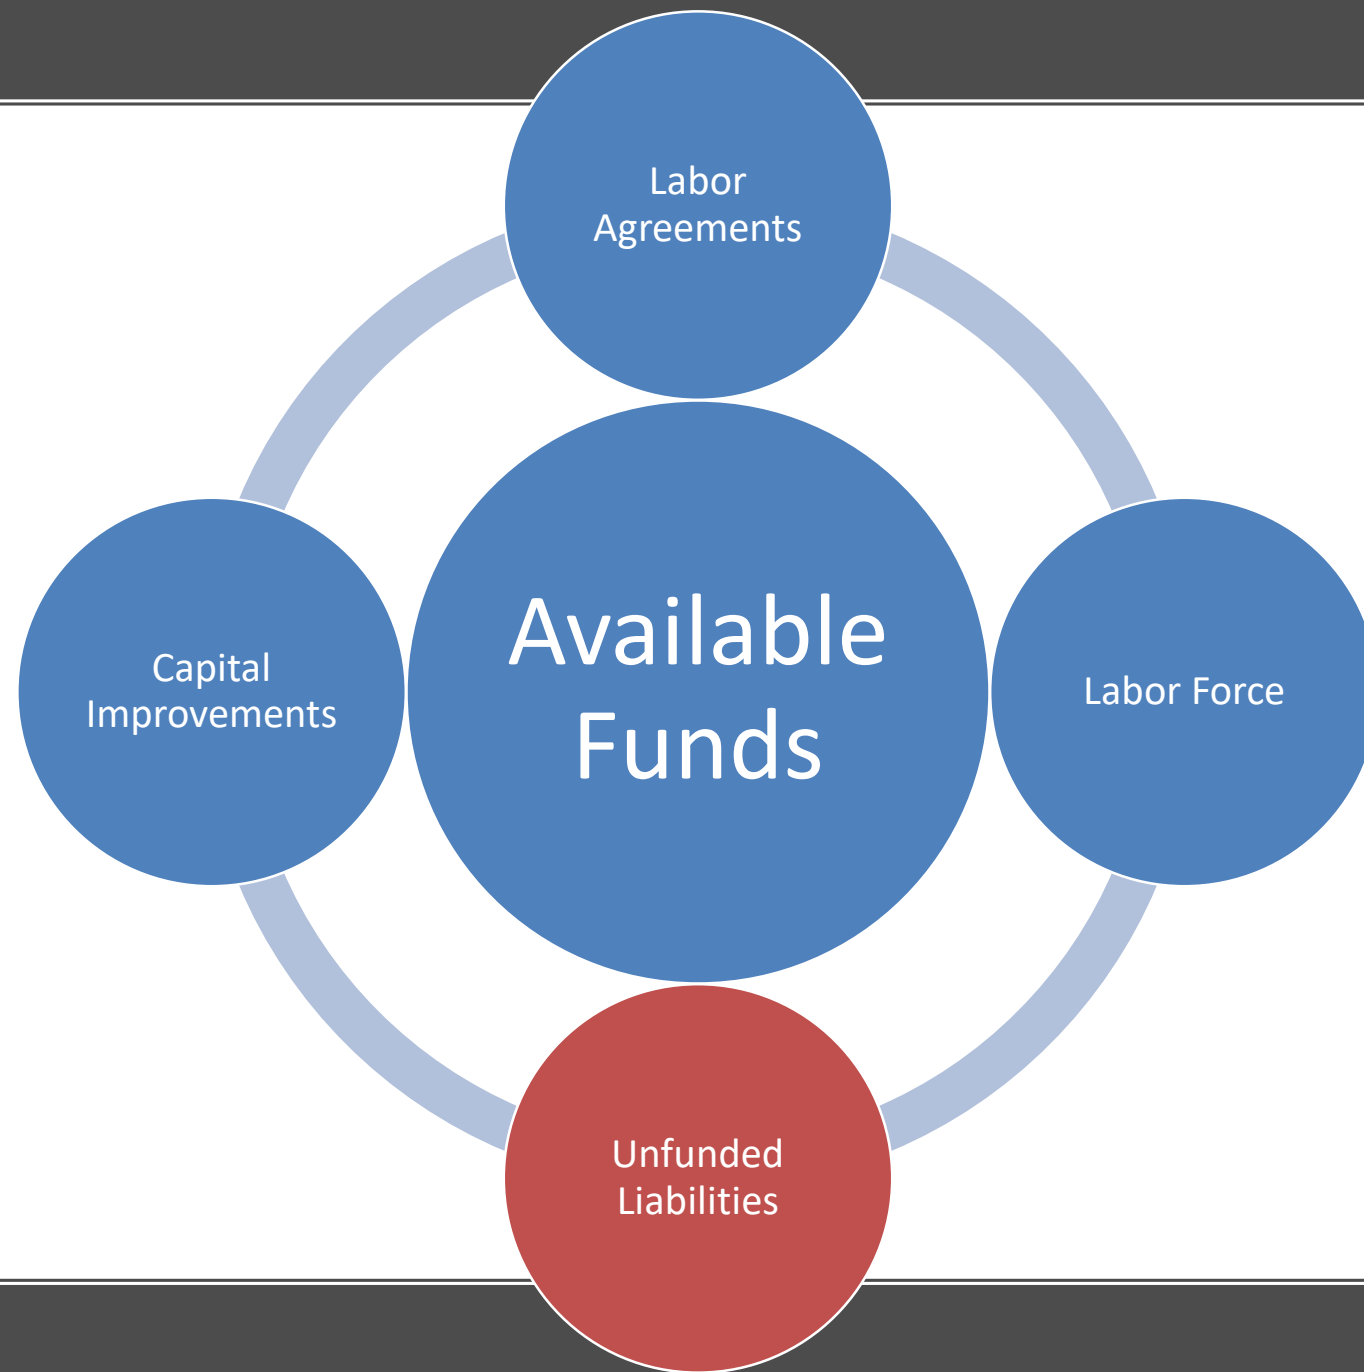 Labor
Agreements
Capital
Improvements
Available
Funds
Labor Force
Unfunded
Liabilities